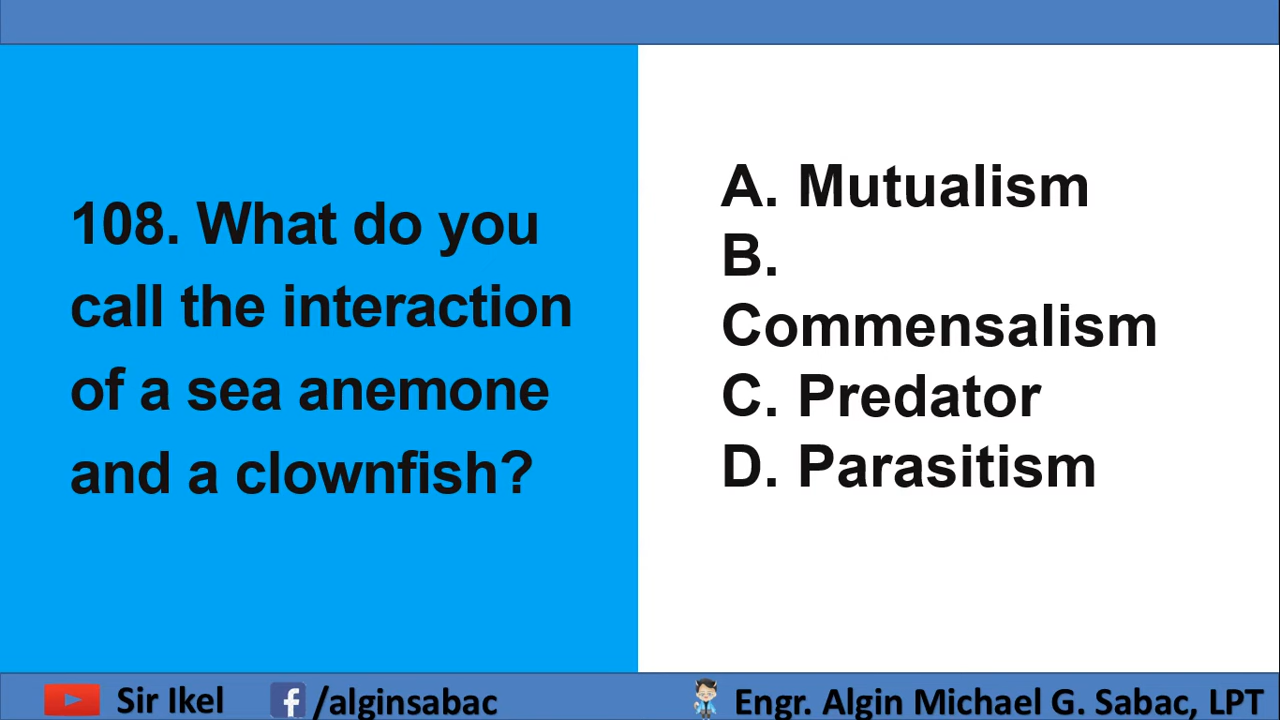 108. What do you
call the interaction
of a sea anemone
and a clownfish?
A. Mutualism
B.
Commensalism
C. Predator
D. Parasitism
Sir Ikel
/alginsabac
Engr. Algin Michael G. Sabac, LPT